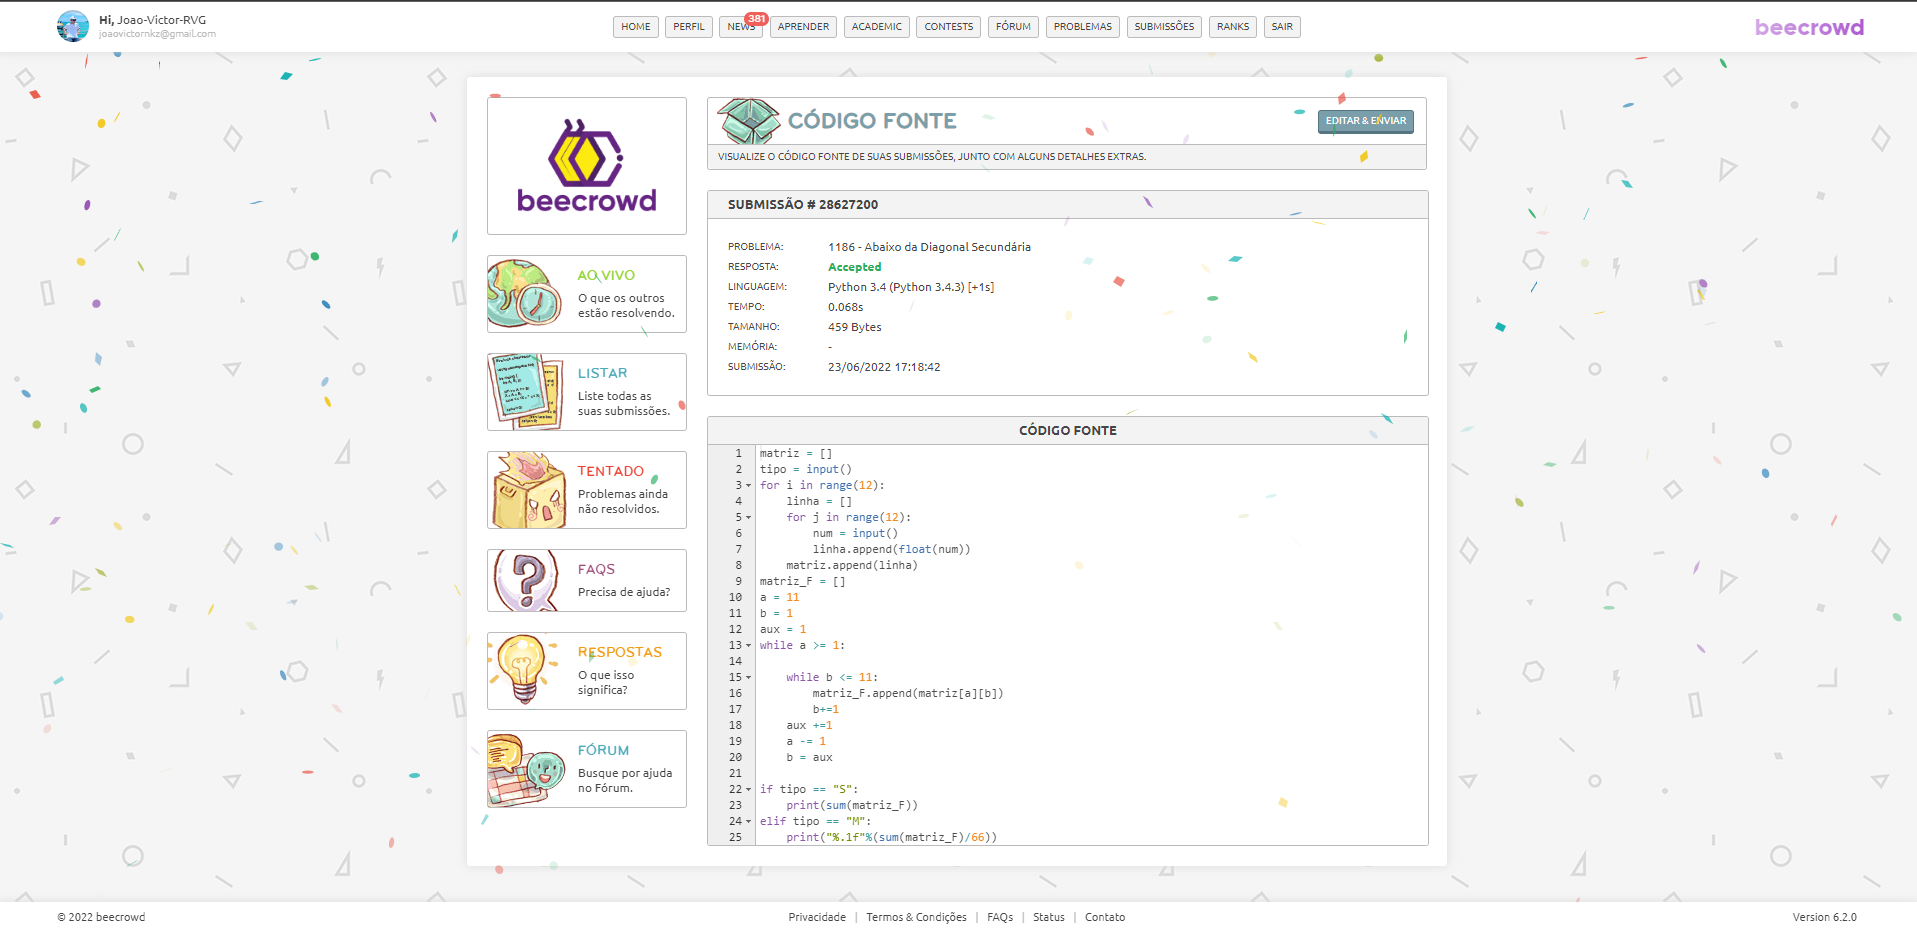 Hi, Joao-Victor-RVG
joaovictornkz@gmail.com
HOME PERFIL NEWS 381 APRENDER ACADEMIC CONTESTS FÓRUM PROBLEMAS SUBMISSÕES RANKS SAIR
beecrowd
beecrowd
AO VIVO
O que os outros
estão resolvendo.
LISTAR
Liste todas as
suas submissões.
TENTADO
Problemas ainda
não resolvidos.
FAQS
Precisa de ajuda?
RESPOSTAS
O que isso
significa?
FÓRUM
Busque por ajuda
no Fórum.
CÓDIGO FONTE
EDITAR & ENVIAR
VISUALIZE O CÓDIGO FONTE DE SUAS SUBMISSÕES, JUNTO COM ALGUNS DETALHES EXTRAS.
SUBMISSÃO # 28627200
PROBLEMA: 1186 - Abaixo da Diagonal Secundária
RESPOSTA: Accepted
LINGUAGEM: Python 3.4 (Python 3.4.3) [+1s]
TEMPO: 0.068s
TAMANHO: 459 Bytes
MEMÓRIA: -
SUBMISSÃO: 23/06/2022 17:18:42
CÓDIGO FONTE
1 matriz = []
2 tipo = input()
3 for i in range(12):
4     linha = []
5     for j in range(12):
6         num = input()
7         linha.append(float(num))
8     matriz.append(linha)
9 matriz_F = []
10 a = 11
11 b = 1
12 aux = 1
13 while a >= 1:
14
15     while b <= 11:
16         matriz_F.append(matriz[a][b])
17         b+=1
18     aux +=1
19     a -= 1
20     b = aux
21
22 if tipo == "S":
23     print(sum(matriz_F))
24 elif tipo == "M":
25     print("%.1f"%(sum(matriz_F)/66))
© 2022 beecrowd
Privacidade | Termos & Condições | FAQs | Status | Contato
Version 6.2.0